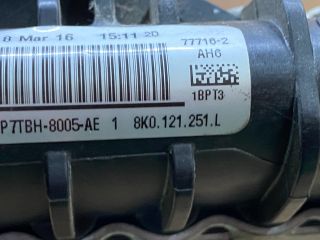 8 Mar 16 15:11 20 77716-2
AH6
1BPT3
P7TBH-8005-AE 1 8K0.121.251.L